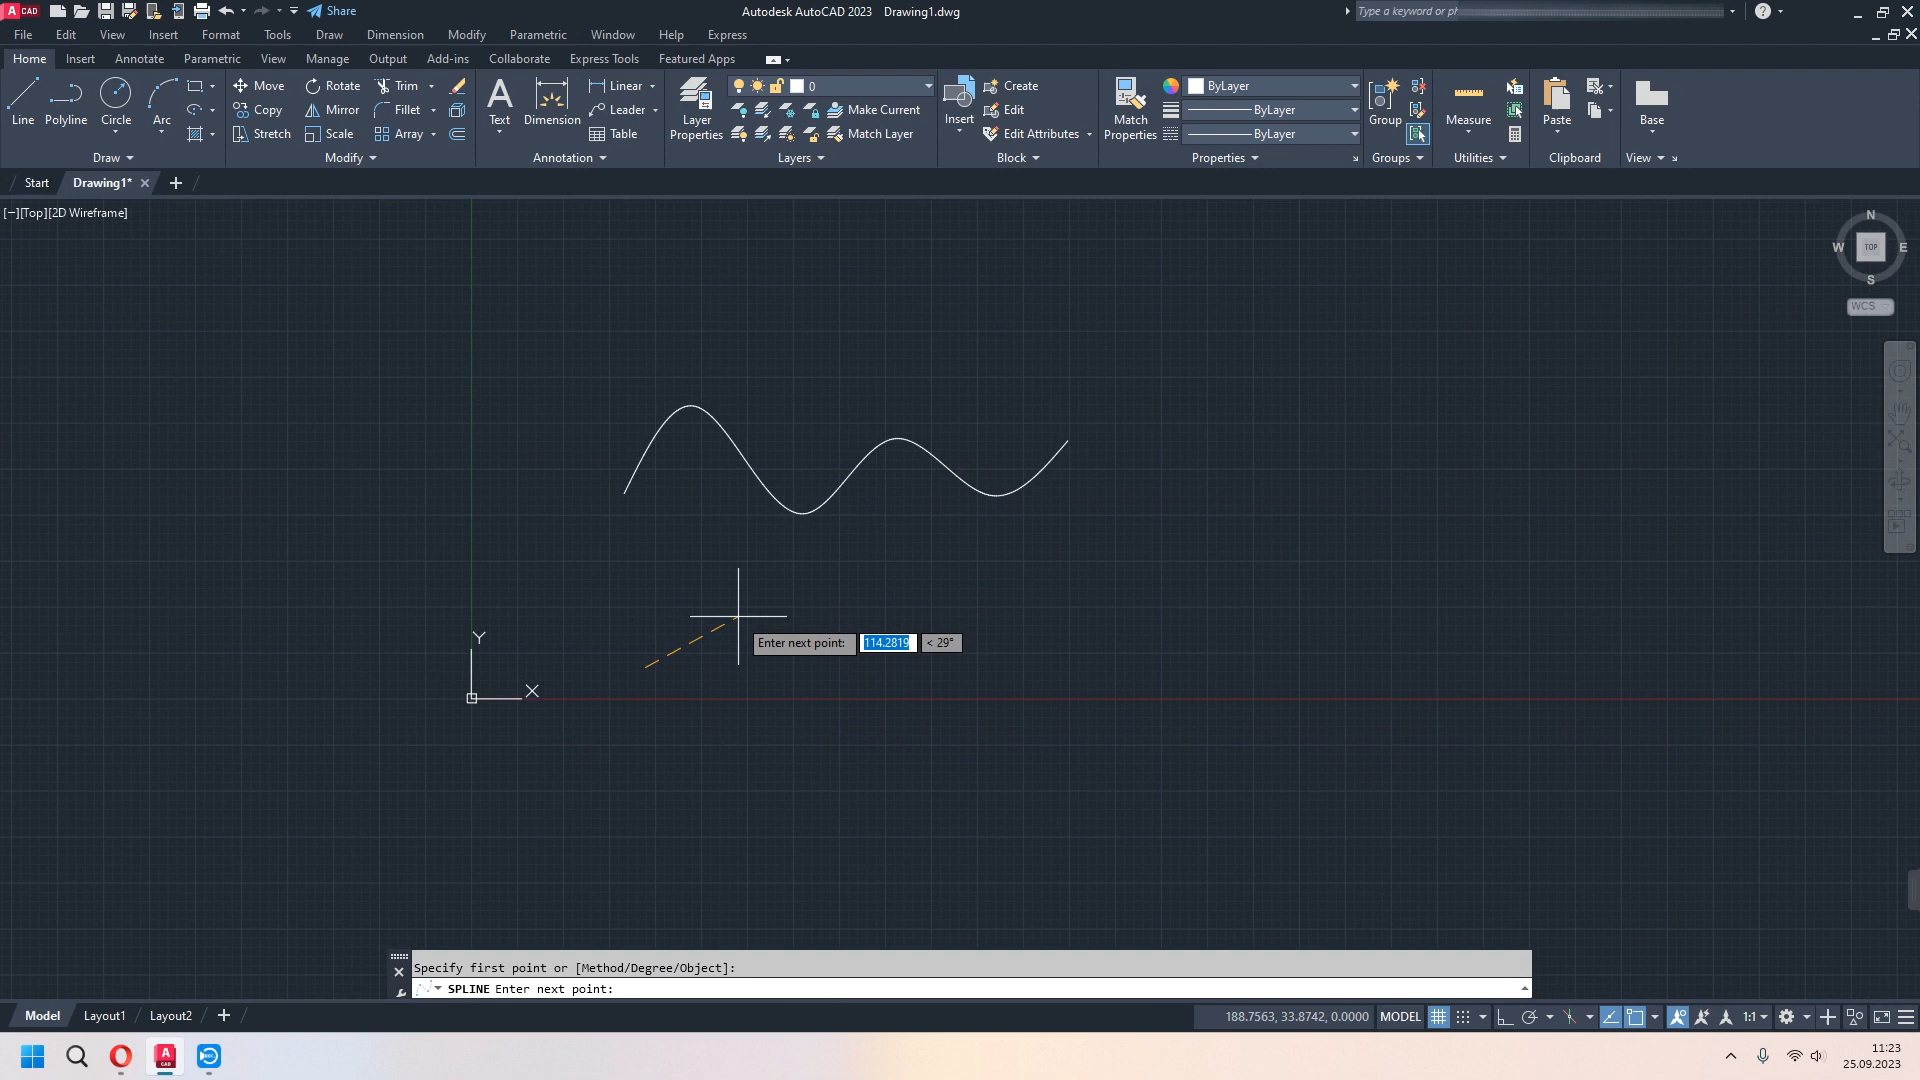 A CAD
Share
Autodesk AutoCAD 2023 Drawing1.dwg
Type a keyword or ph
File Edit View Insert Format Tools Draw Dimension Modify Parametric Window Help Express
Home Insert Annotate Parametric View Manage Output Add-ins Collaborate Express Tools Featured Apps
Line Polyline Circle Arc
Move Rotate Trim
Copy Mirror Fillet
Stretch Scale Array
A Text Dimension
Linear
Leader
Table
Layer Properties
0
Make Current
Match Layer
Insert
Create
Edit
Edit Attributes
Match Properties
ByLayer
ByLayer
ByLayer
Group
Measure
Paste
Base
Draw Modify Annotation Layers Block Properties Groups Utilities Clipboard View
Start Drawing1*
[−][Top][2D Wireframe]
N
W TOP E
S
WCS
Y
X
Enter next point: 114.2819 < 29°
Specify first point or [Method/Degree/Object]:
SPLINE Enter next point:
Model Layout1 Layout2
188.7563, 33.8742, 0.0000 MODEL 1:1
A CAD
REC
11:23
25.09.2023